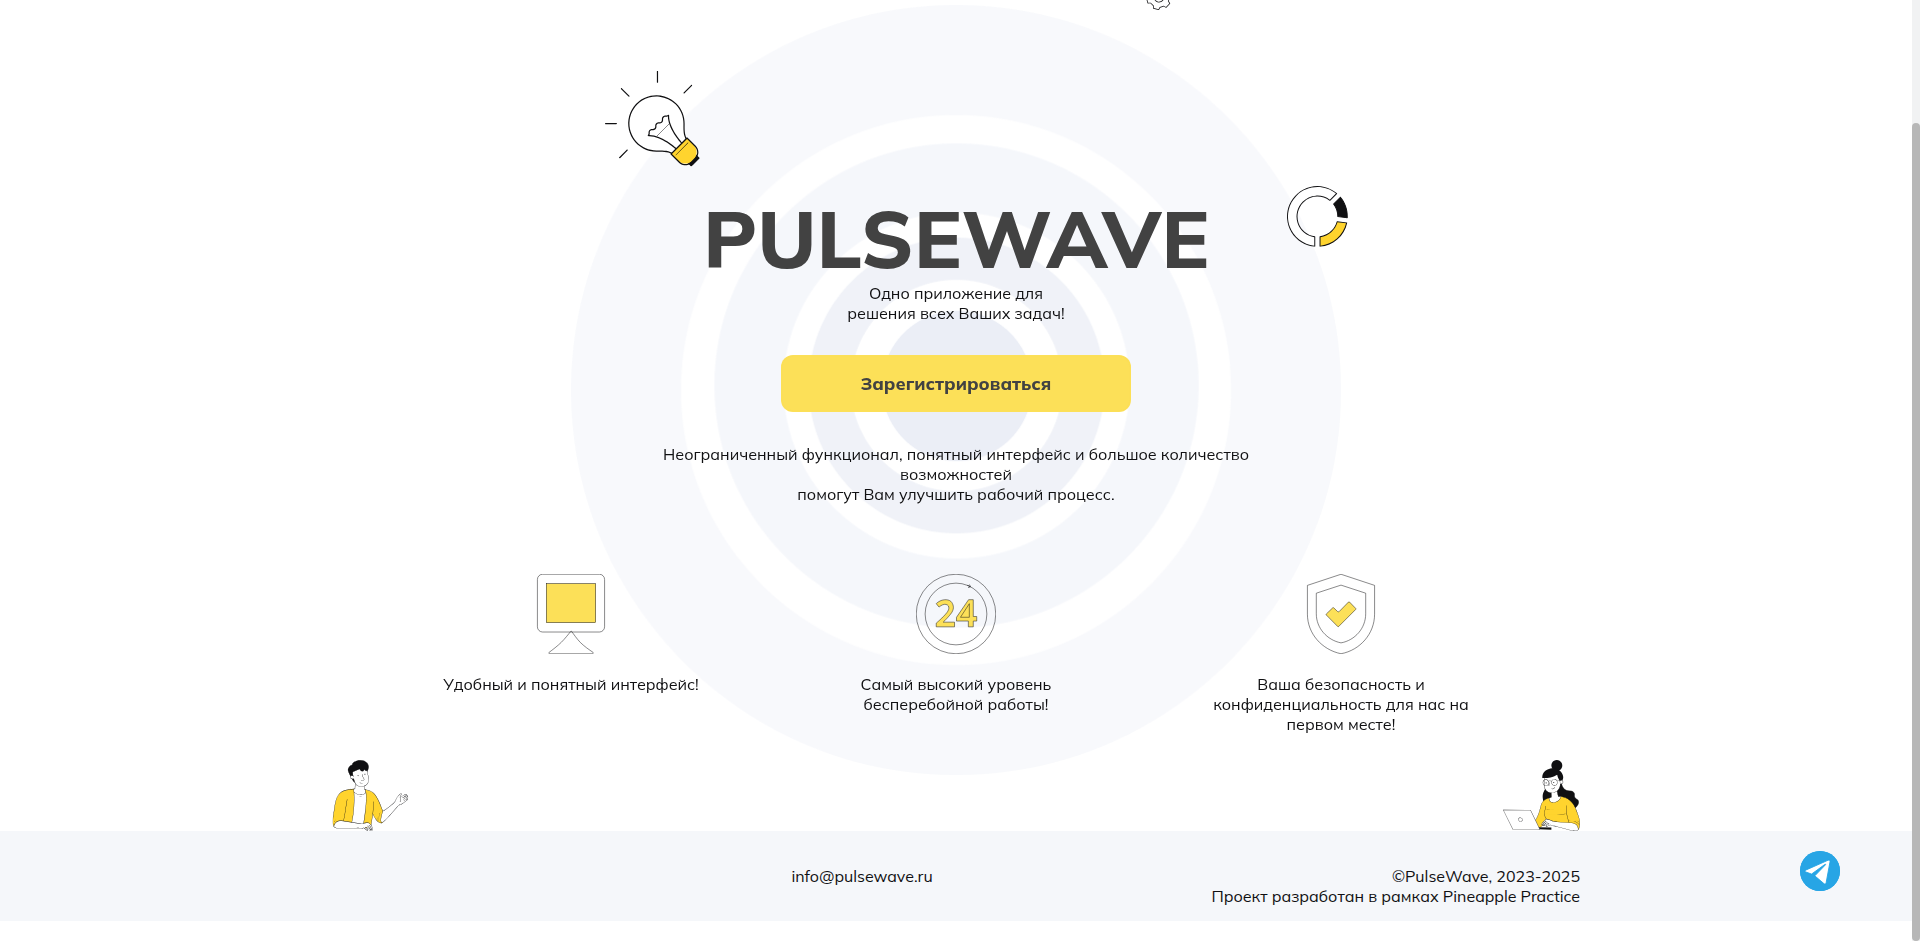 PULSEWAVE
Одно приложение для
решения всех Ваших задач!
Зарегистрироваться
Неограниченный функционал, понятный интерфейс и большое количество
возможностей
помогут Вам улучшить рабочий процесс.
24
Удобный и понятный интерфейс!
Самый высокий уровень
бесперебойной работы!
Ваша безопасность и
конфиденциальность для нас на
первом месте!
info@pulsewave.ru
©PulseWave, 2023-2025
Проект разработан в рамках Pineapple Practice